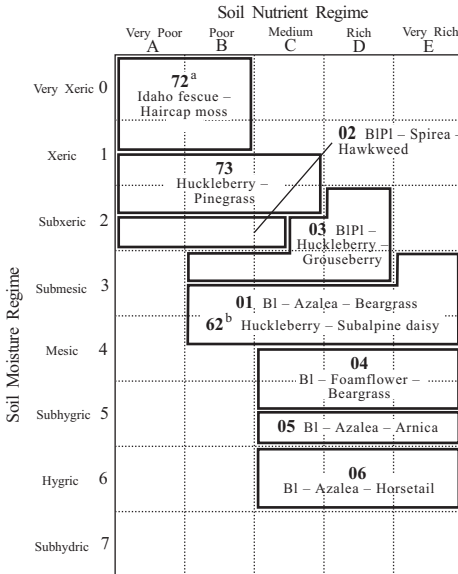 Soil Nutrient Regime
Very Poor Poor Medium Rich Very Rich
A B C D E
Soil Moisture Regime
Very Xeric 0
Xeric 1
Subxeric 2
Submesic 3
Mesic 4
Subhygric 5
Hygric 6
Subhydric 7
72a
Idaho fescue –
Haircap moss
02 BlPl – Spirea –
Hawkweed
73
Huckleberry –
Pinegrass
03 BlPl –
Huckleberry –
Grouseberry
01 Bl – Azalea – Beargrass
62b Huckleberry – Subalpine daisy
04
Bl – Foamflower –
Beargrass
05 Bl – Azalea – Arnica
06
Bl – Azalea – Horsetail